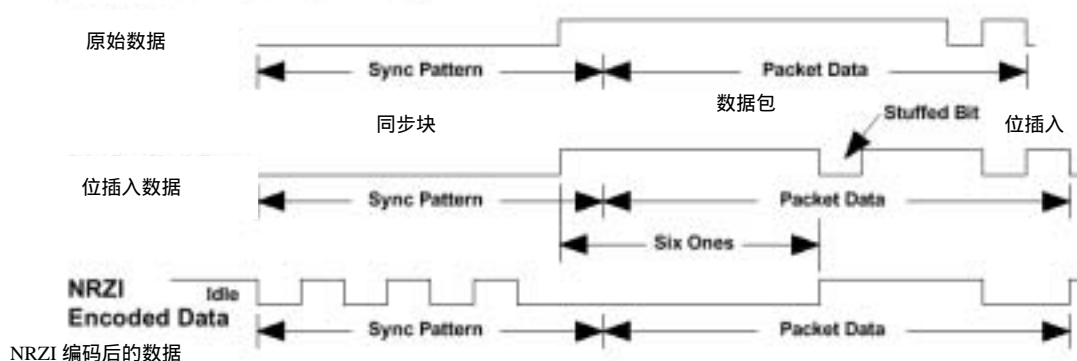 原始数据
Sync Pattern
Packet Data
同步块
数据包
Stuffed Bit
位插入
位插入数据
Sync Pattern
Packet Data
Six Ones
NRZI
Idle
Encoded Data
Sync Pattern
Packet Data
NRZI 编码后的数据